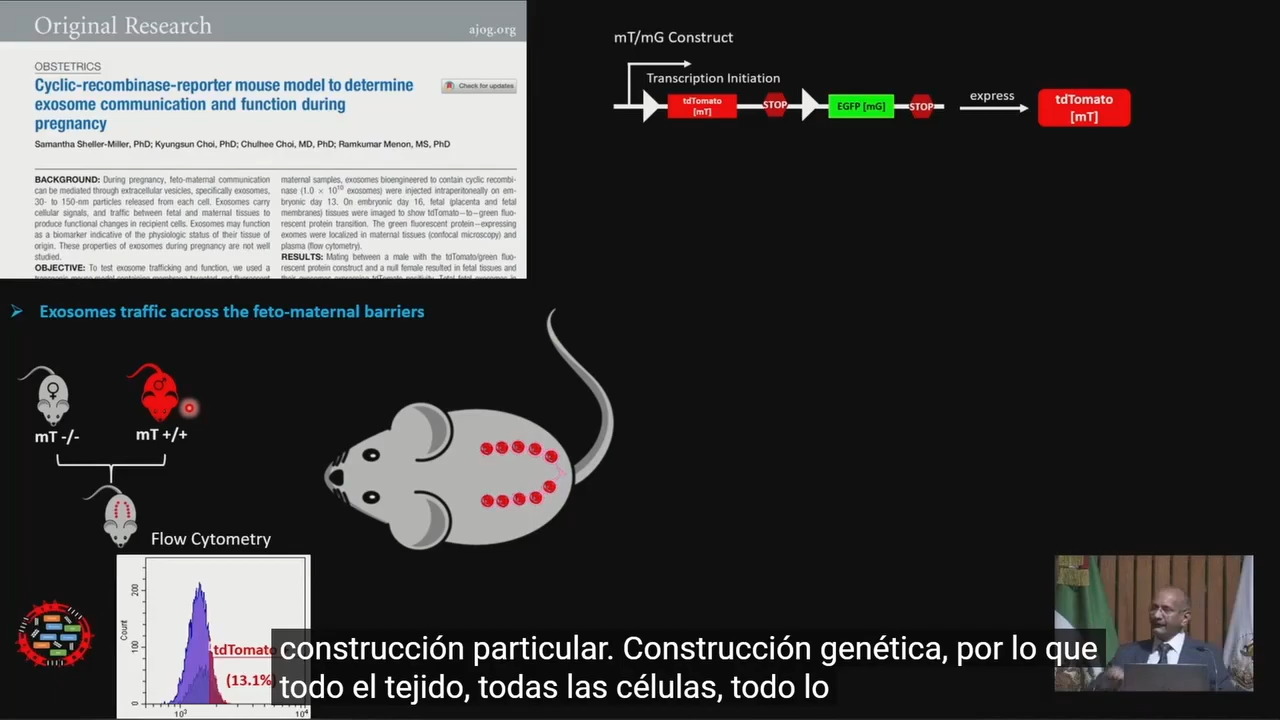 Original Research
ajog.org
OBSTETRICS
Cyclic-recombinase-reporter mouse model to determine
exosome communication and function during
pregnancy
Check for updates
Samantha Sheller-Miller, PhD; Kyungsun Choi, PhD; Chulhee Choi, MD, PhD; Ramkumar Menon, MS, PhD
BACKGROUND: During pregnancy, feto-maternal communication
can be mediated through extracellular vesicles, specifically exosomes,
30- to 150-nm particles released from each cell. Exosomes carry
cellular signals, and traffic between fetal and maternal tissues to
produce functional changes in recipient cells. Exosomes may function
as a biomarker indicative of the physiologic status of their tissue of
origin. These properties of exosomes during pregnancy are not well
studied.
OBJECTIVE: To test exosome trafficking and function, we used a
maternal samples, exosomes bioengineered to contain cyclic recombi-
nase (1.0 × 10¹⁰ exosomes) were injected intraperitoneally on em-
bryonic day 13. On embryonic day 16, fetal (placenta and fetal
membranes) tissues were imaged to show tdTomato-to-green fluo-
rescent protein transition. The green fluorescent protein-expressing
exomes were localized in maternal tissues (confocal microscopy) and
plasma (flow cytometry).
RESULTS: Mating between a male with the tdTomato/green fluo-
rescent protein construct and a null female resulted in fetal tissues and
mT/mG Construct
Transcription Initiation
tdTomato
[mT]
STOP
EGFP [mG]
STOP
express
tdTomato
[mT]
➢ Exosomes traffic across the feto-maternal barriers
♀
♂
mT -/-
mT +/+
Flow Cytometry
Count
200
100
0
10³
10⁴
tdTomato
(13.1%)
construcción particular. Construcción genética, por lo que
todo el tejido, todas las células, todo lo